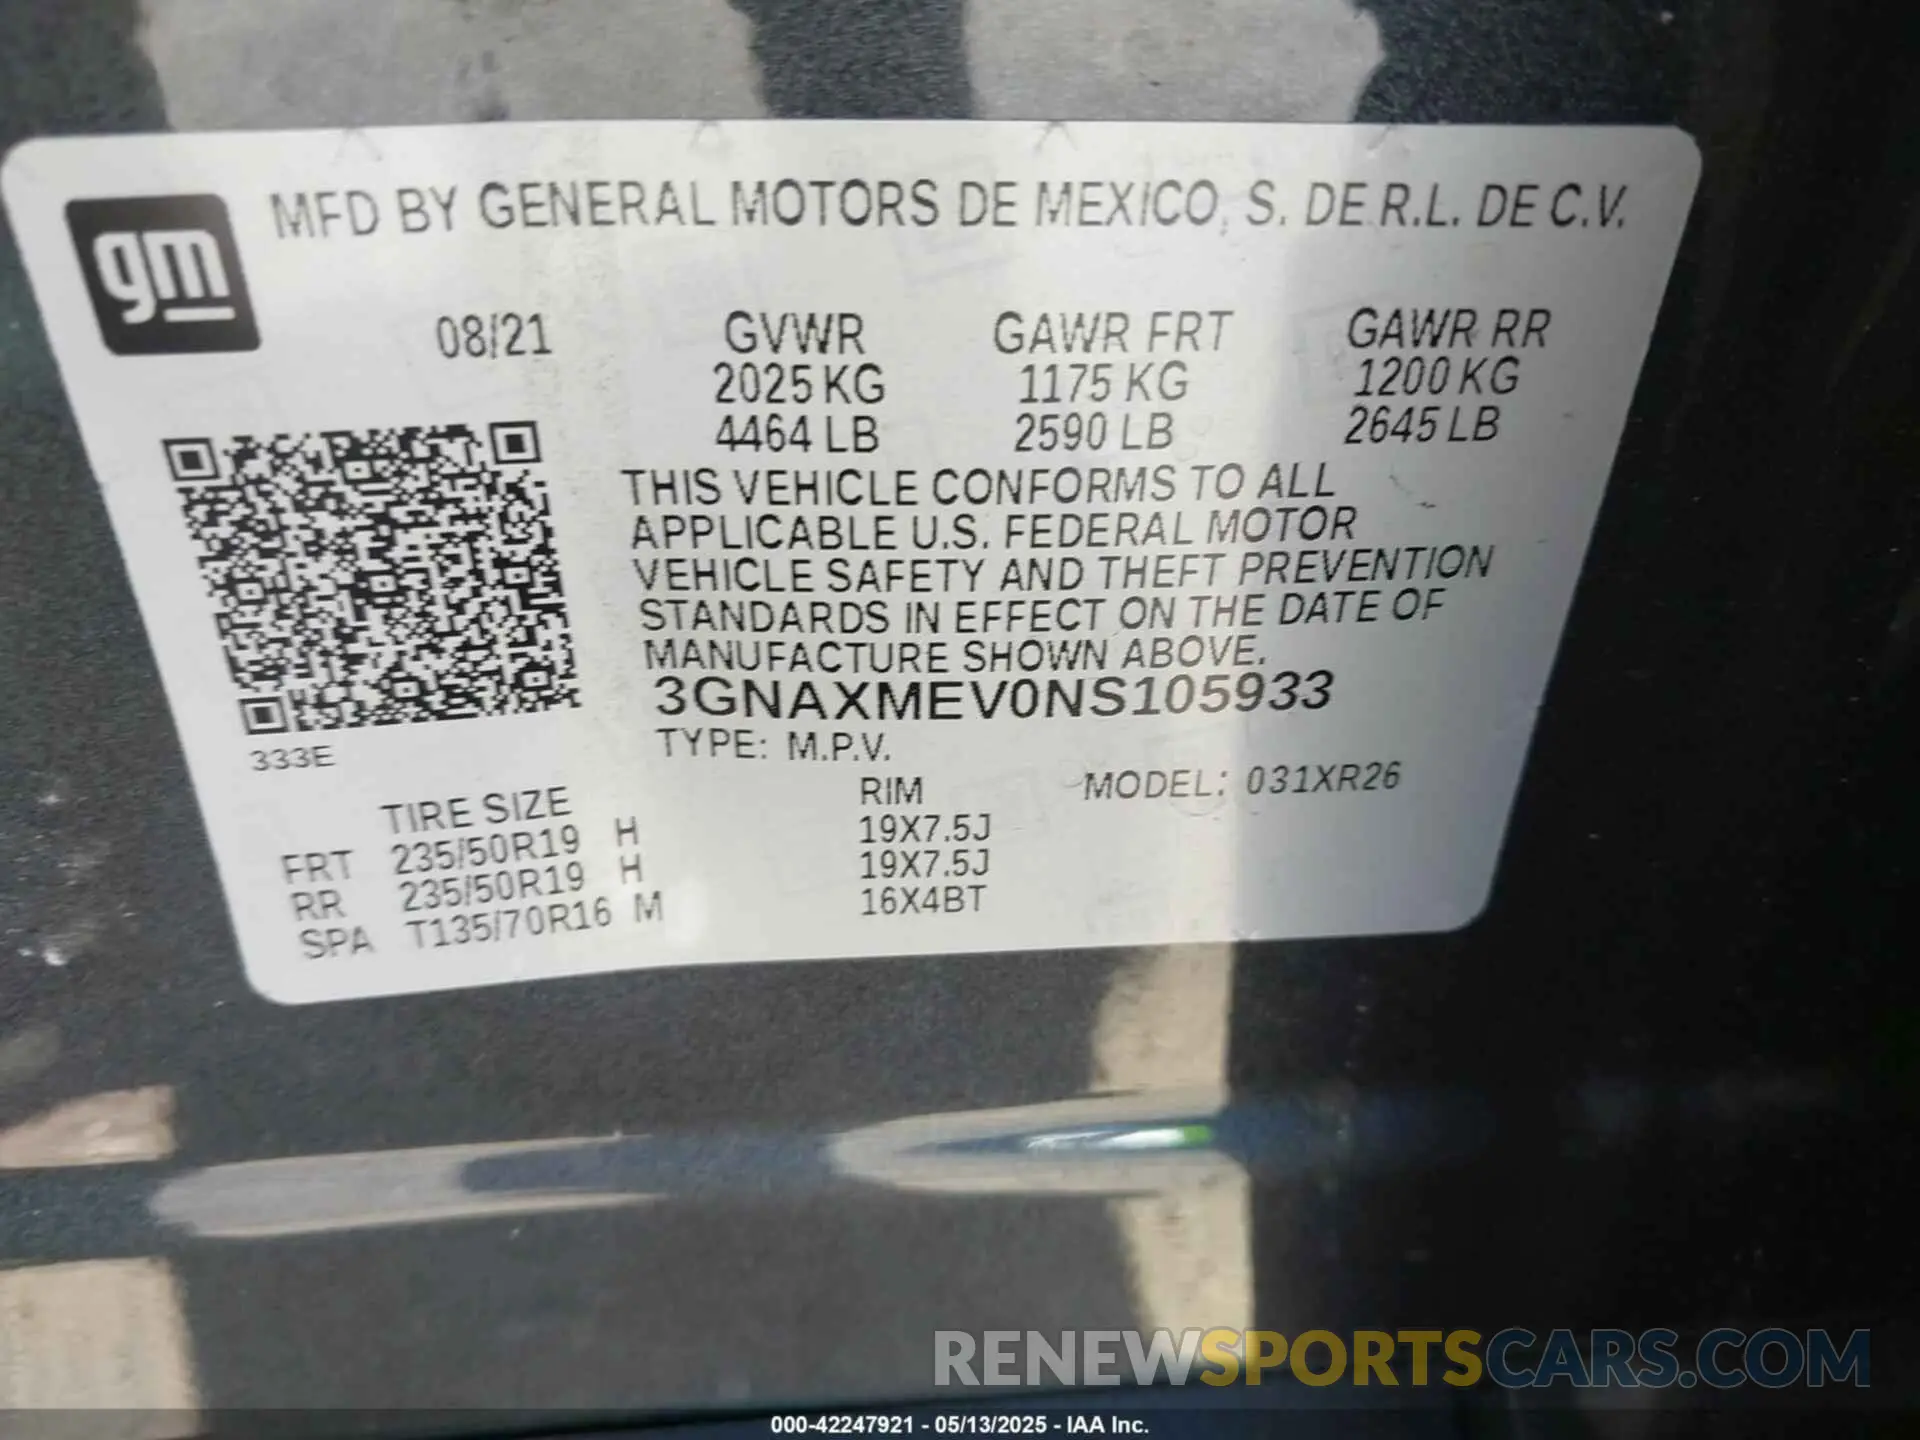 gm
MFD BY GENERAL MOTORS DE MEXICO, S. DE R.L. DE C.V.
08/21 GVWR GAWR FRT GAWR RR
2025 KG 1175 KG 1200 KG
4464 LB 2590 LB 2645 LB
THIS VEHICLE CONFORMS TO ALL
APPLICABLE U.S. FEDERAL MOTOR
VEHICLE SAFETY AND THEFT PREVENTION
STANDARDS IN EFFECT ON THE DATE OF
MANUFACTURE SHOWN ABOVE.
3GNAXMEV0NS105933
333E
TYPE: M.P.V.
TIRE SIZE RIM MODEL: 031XR26
FRT 235/50R19 H 19X7.5J
RR 235/50R19 H 19X7.5J
SPA T135/70R16 M 16X4BT
RENEWSPORTSCARS.COM
000-42247921 - 05/13/2025 - IAA Inc.